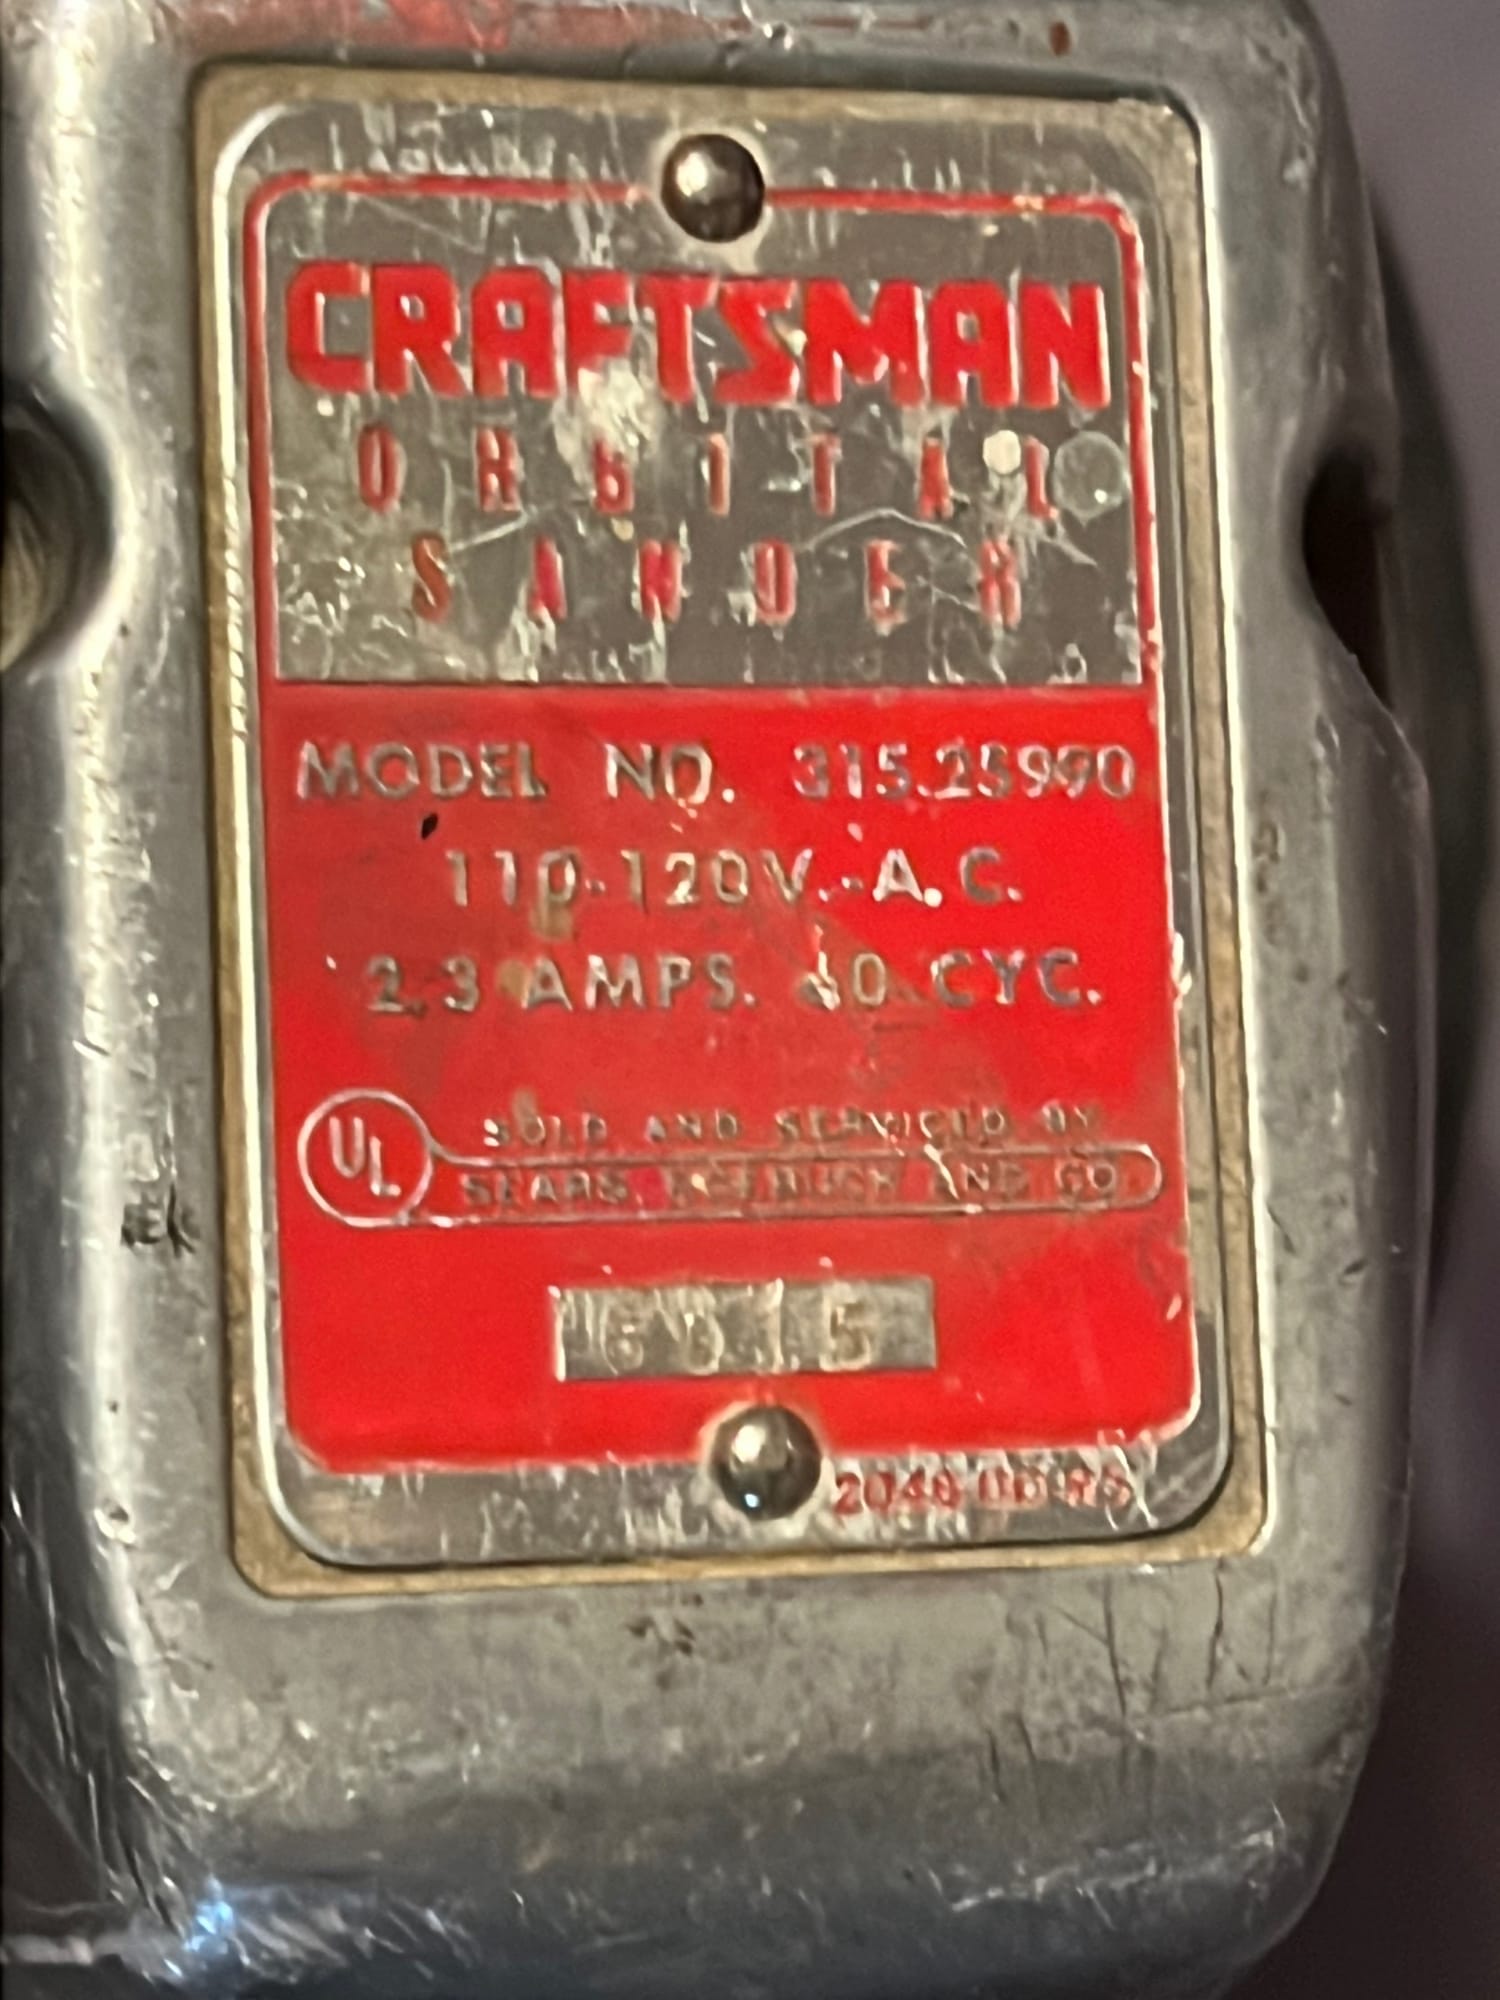 CRAFTSMAN
ORBITAL
SANDER
MODEL NO. 315.25990
110-120V.-A.C.
2.3 AMPS. 60 CYC.
UL
SOLD AND SERVICED BY
SEARS, ROEBUCK AND CO.